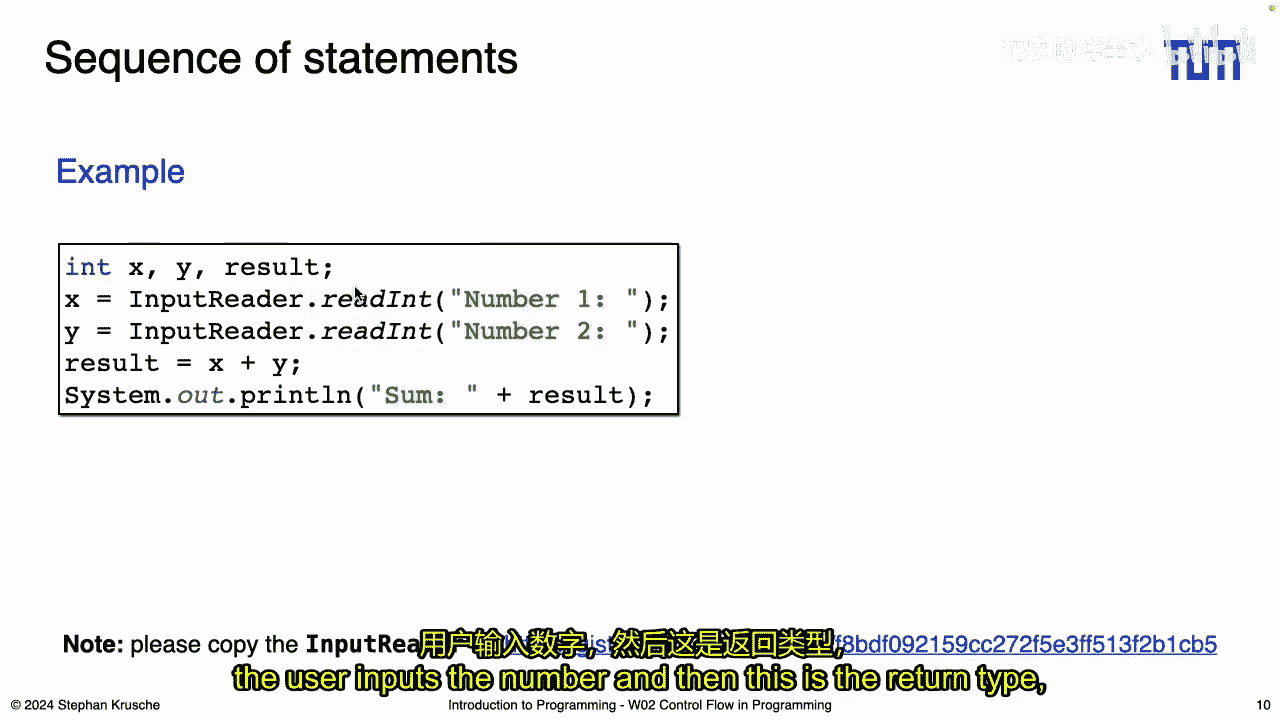 Sequence of statements
Example
int x, y, result;
x = InputReader.readInt("Number 1: ");
y = InputReader.readInt("Number 2: ");
result = x + y;
System.out.println("Sum: " + result);
Note: please copy the
f8bdf092159cc272f5e3ff513f2b1cb5
用户输入数字，然后这是返回类型，
the user inputs the number and then this is the return type,
© 2024 Stephan Krusche
Introduction to Programming - W02 Control Flow in Programming
10